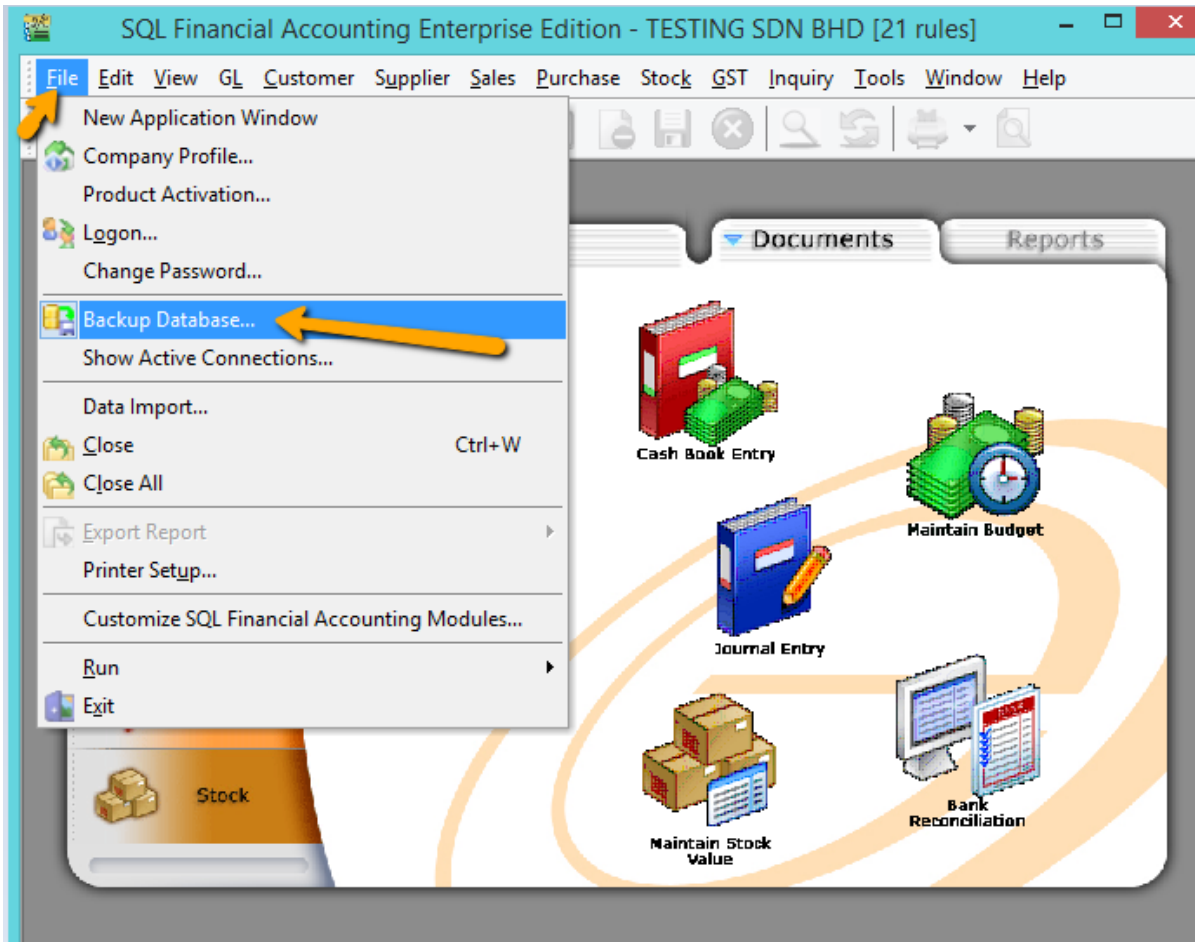 SQL Financial Accounting Enterprise Edition - TESTING SDN BHD [21 rules]
File Edit View GL Customer Supplier Sales Purchase Stock GST Inquiry Tools Window Help
New Application Window
Company Profile...
Product Activation...
Logon...
Change Password...
Backup Database...
Show Active Connections...
Data Import...
Close Ctrl+W
Close All
Export Report
Printer Setup...
Customize SQL Financial Accounting Modules...
Run
Exit
Documents Reports
Cash Book Entry
Maintain Budget
Journal Entry
Maintain Stock
Value
Bank
Reconciliation
Stock